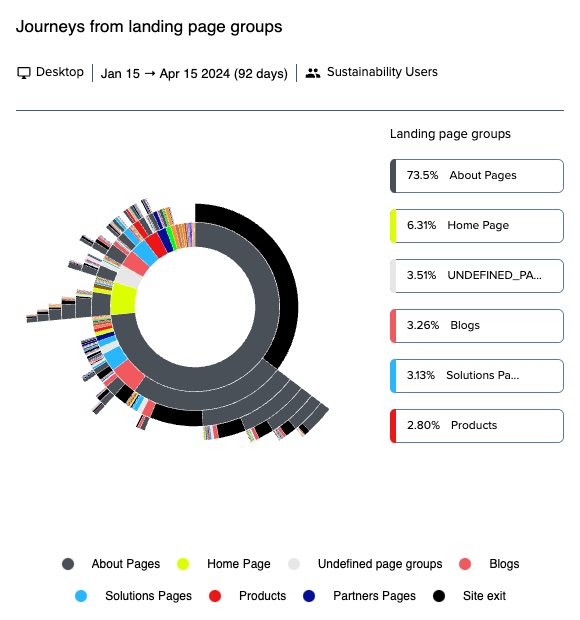 Journeys from landing page groups
Desktop
Jan 15 → Apr 15 2024 (92 days)
Sustainability Users
Landing page groups
73.5% About Pages
6.31% Home Page
3.51% UNDEFINED_PA...
3.26% Blogs
3.13% Solutions Pa...
2.80% Products
About Pages
Home Page
Undefined page groups
Blogs
Solutions Pages
Products
Partners Pages
Site exit